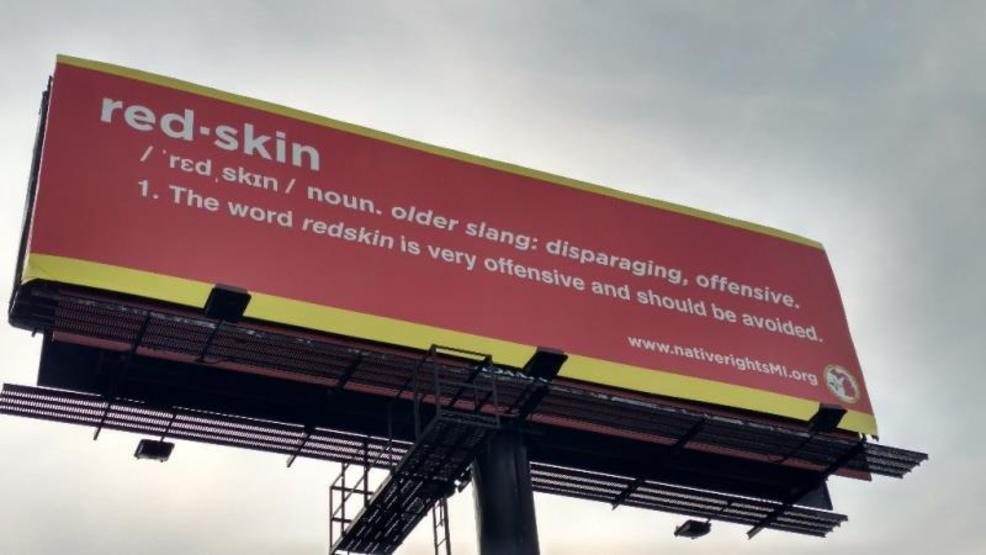 red·skin
/ˈrɛdˌskɪn/ noun. older slang: disparaging, offensive.
1. The word redskin is very offensive and should be avoided.
www.nativerightsMI.org